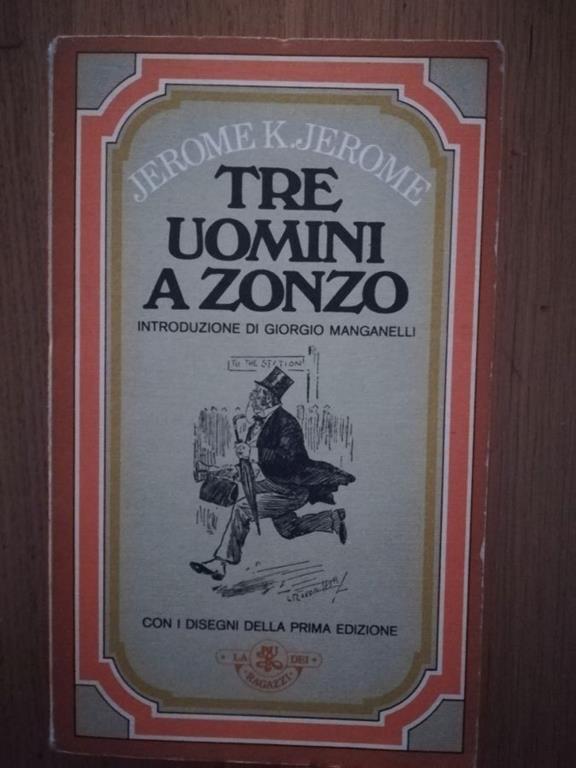 JEROME K. JEROME
TRE
UOMINI
A ZONZO
INTRODUZIONE DI GIORGIO MANGANELLI
TO THE STATION
CON I DISEGNI DELLA PRIMA EDIZIONE
LA BU DEI
RAGAZZI